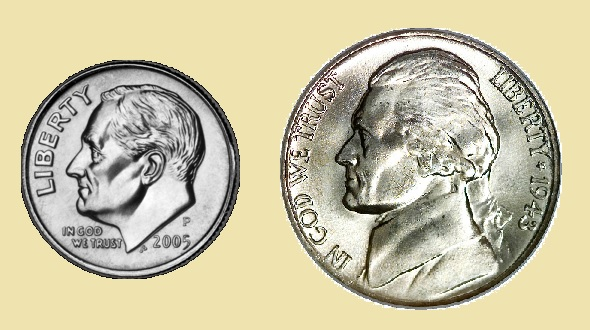 LIBERTY
IN GOD
WE TRUST
P
2005
IN GOD WE TRUST
LIBERTY ★ 1943